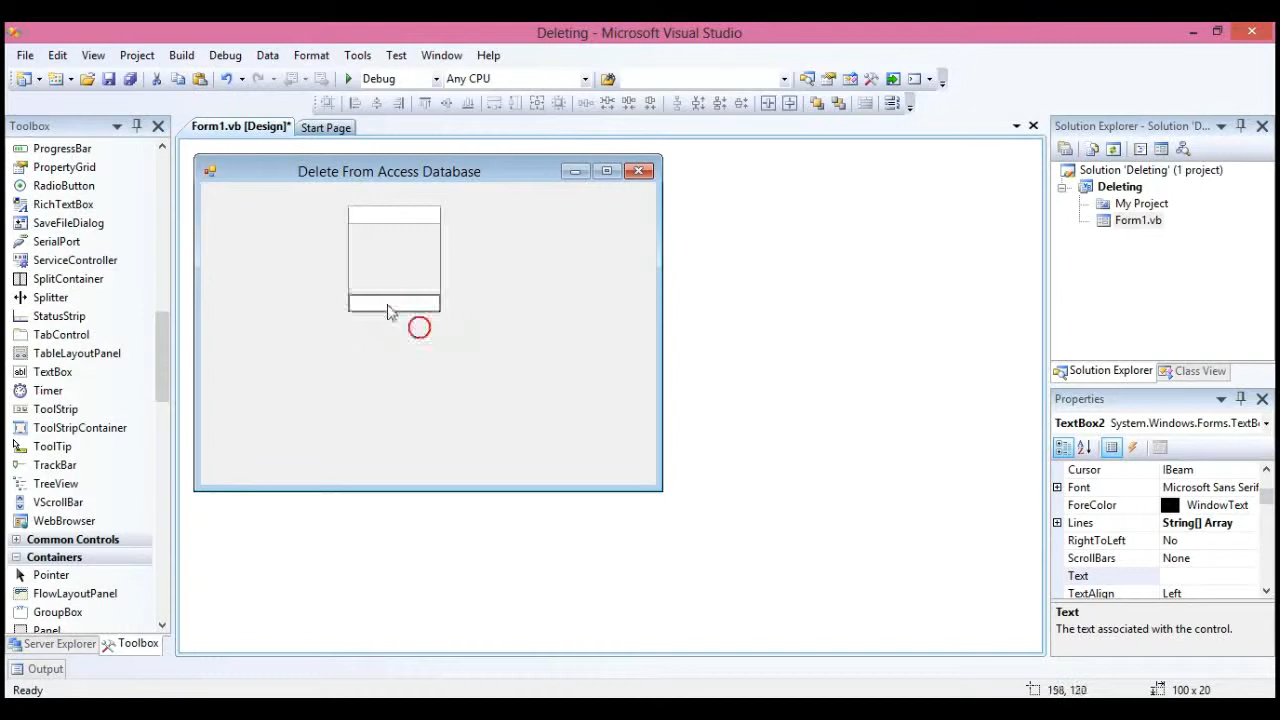 Deleting - Microsoft Visual Studio
File Edit View Project Build Debug Data Format Tools Test Window Help
Debug Any CPU
Toolbox
Form1.vb [Design]* Start Page
Solution Explorer - Solution 'D...
ProgressBar
PropertyGrid
RadioButton
RichTextBox
SaveFileDialog
SerialPort
ServiceController
SplitContainer
Splitter
StatusStrip
TabControl
TableLayoutPanel
TextBox
Timer
ToolStrip
ToolStripContainer
ToolTip
TrackBar
TreeView
VScrollBar
WebBrowser
Common Controls
Containers
Pointer
FlowLayoutPanel
GroupBox
Panel
Server Explorer Toolbox
Delete From Access Database
Solution 'Deleting' (1 project)
Deleting
My Project
Form1.vb
Solution Explorer Class View
Properties
TextBox2 System.Windows.Forms.TextB
Cursor IBeam
Font Microsoft Sans Serif
ForeColor WindowText
Lines String[] Array
RightToLeft No
ScrollBars None
Text
TextAlign Left
Text
The text associated with the control.
Output
Ready 158, 120 100 x 20